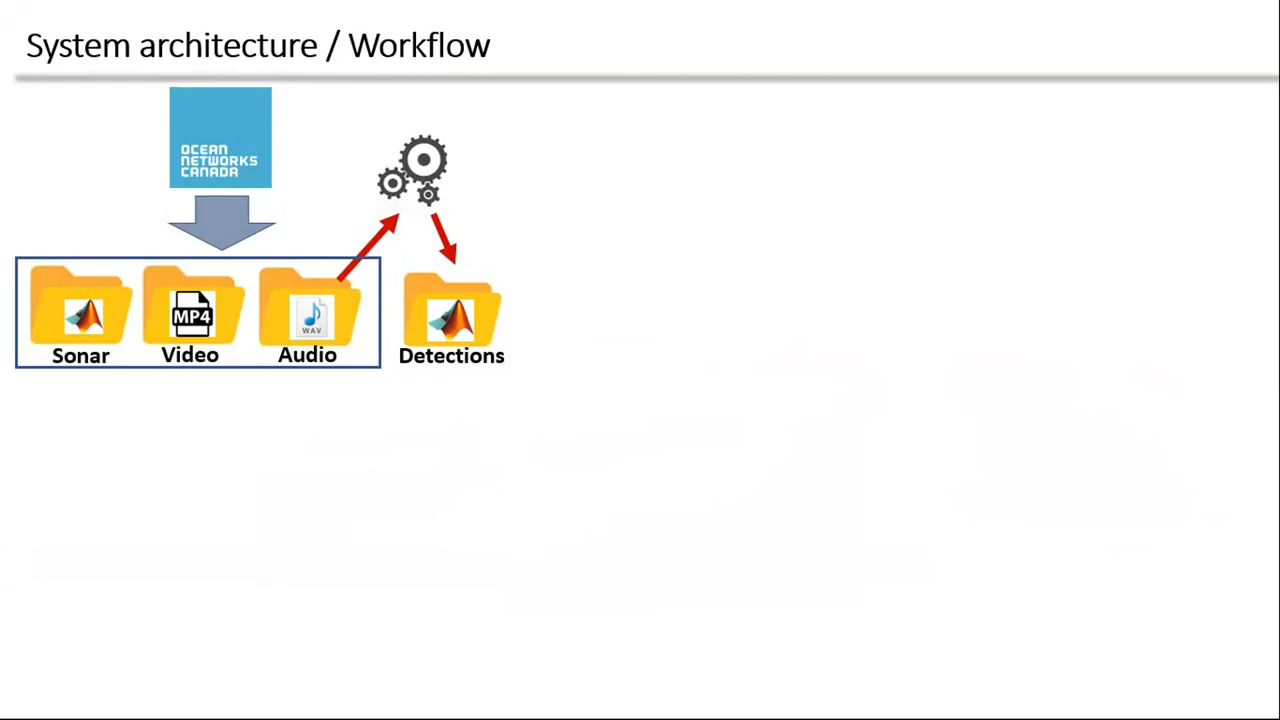 System architecture / Workflow
OCEAN
NETWORKS
CANADA
MP4
WAV
Sonar
Video
Audio
Detections